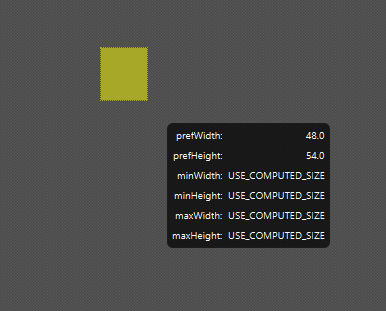 prefWidth: 48.0
prefHeight: 54.0
minWidth: USE_COMPUTED_SIZE
minHeight: USE_COMPUTED_SIZE
maxWidth: USE_COMPUTED_SIZE
maxHeight: USE_COMPUTED_SIZE